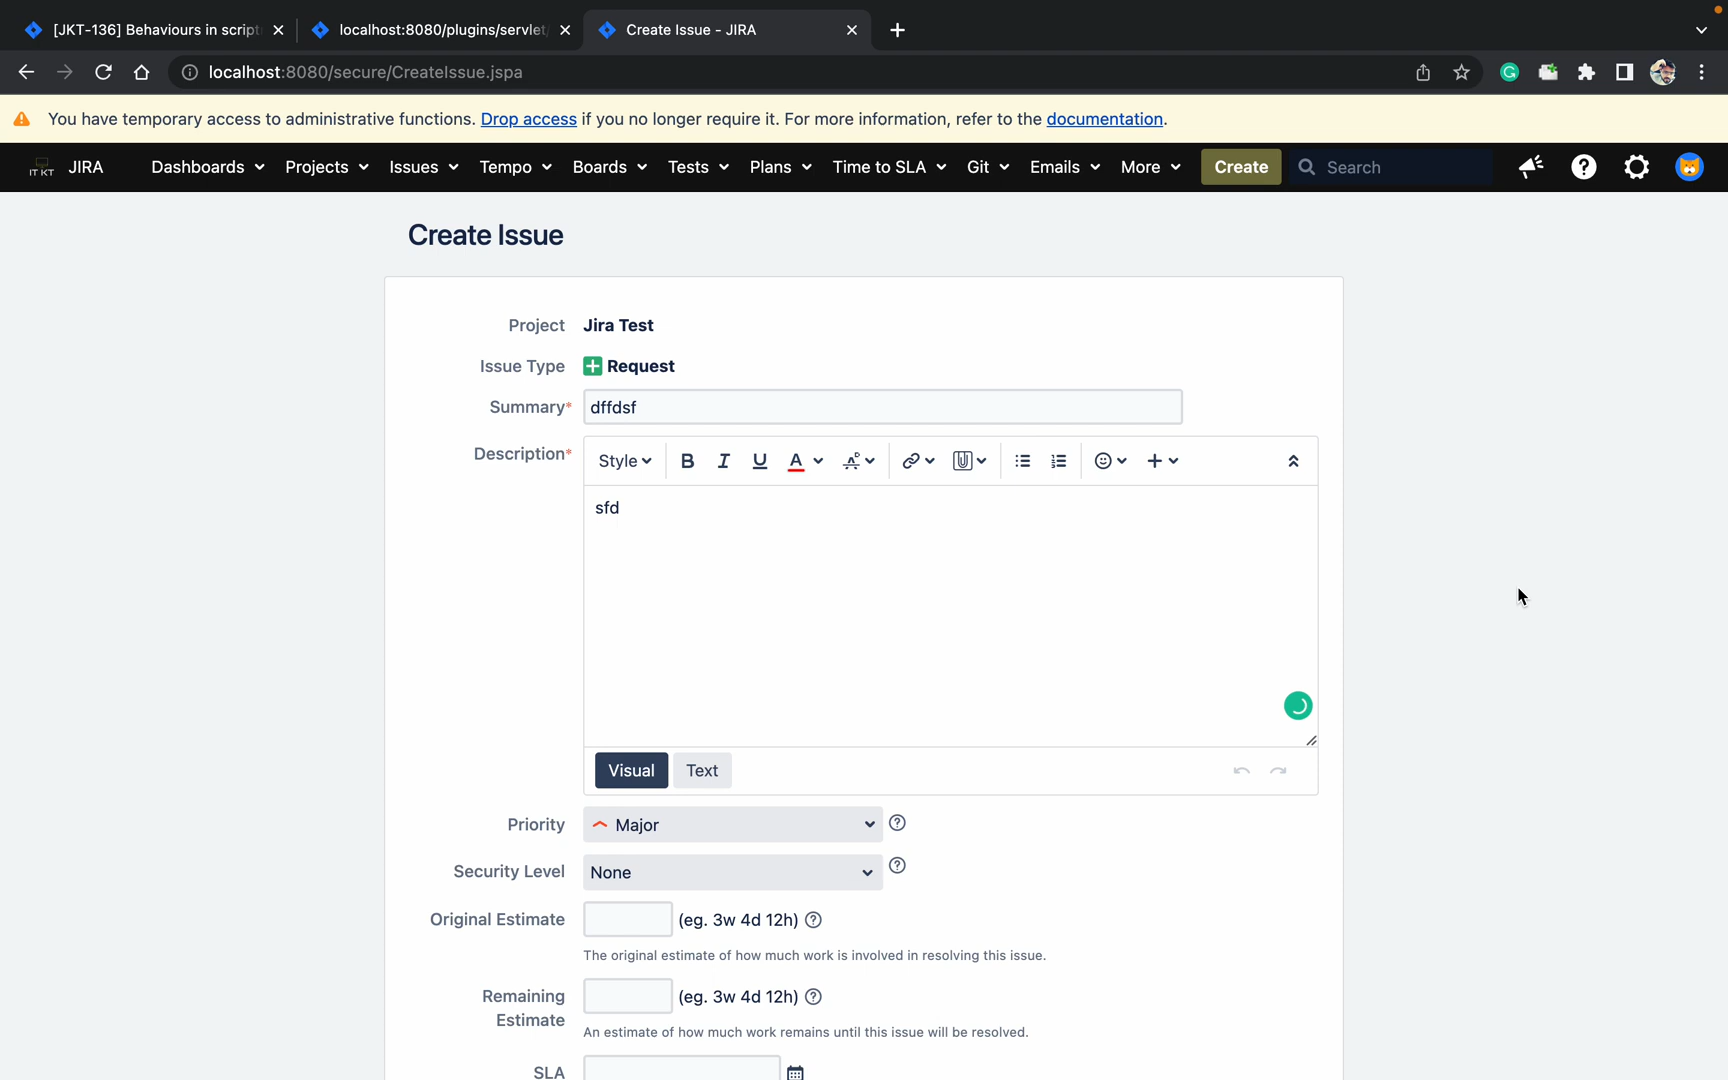 [JKT-136] Behaviours in script
localhost:8080/plugins/servlet/
Create Issue - JIRA
localhost:8080/secure/CreateIssue.jspa
You have temporary access to administrative functions. Drop access if you no longer require it. For more information, refer to the documentation.
IT KT JIRA Dashboards Projects Issues Tempo Boards Tests Plans Time to SLA Git Emails More Create Search
Create Issue
Project Jira Test
Issue Type Request
Summary* dffdsf
Description* Style B I U A
sfd
Visual Text
Priority Major
Security Level None
Original Estimate (eg. 3w 4d 12h)
The original estimate of how much work is involved in resolving this issue.
Remaining Estimate (eg. 3w 4d 12h)
An estimate of how much work remains until this issue will be resolved.
SLA